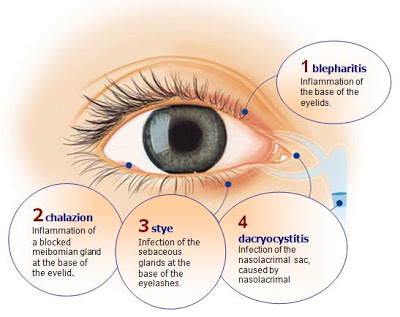 1 blepharitis
Inflammation of
the base of the
eyelids.
2 chalazion
Inflammation of
a blocked
meibomian gland
at the base of
the evelid.
3 stye
Infection of the
sebaceous
glands at the
base of the
eyelashes.
4
dacryocystitis
Infection of the
nasolacrimal sac,
caused by
nasolacrimal